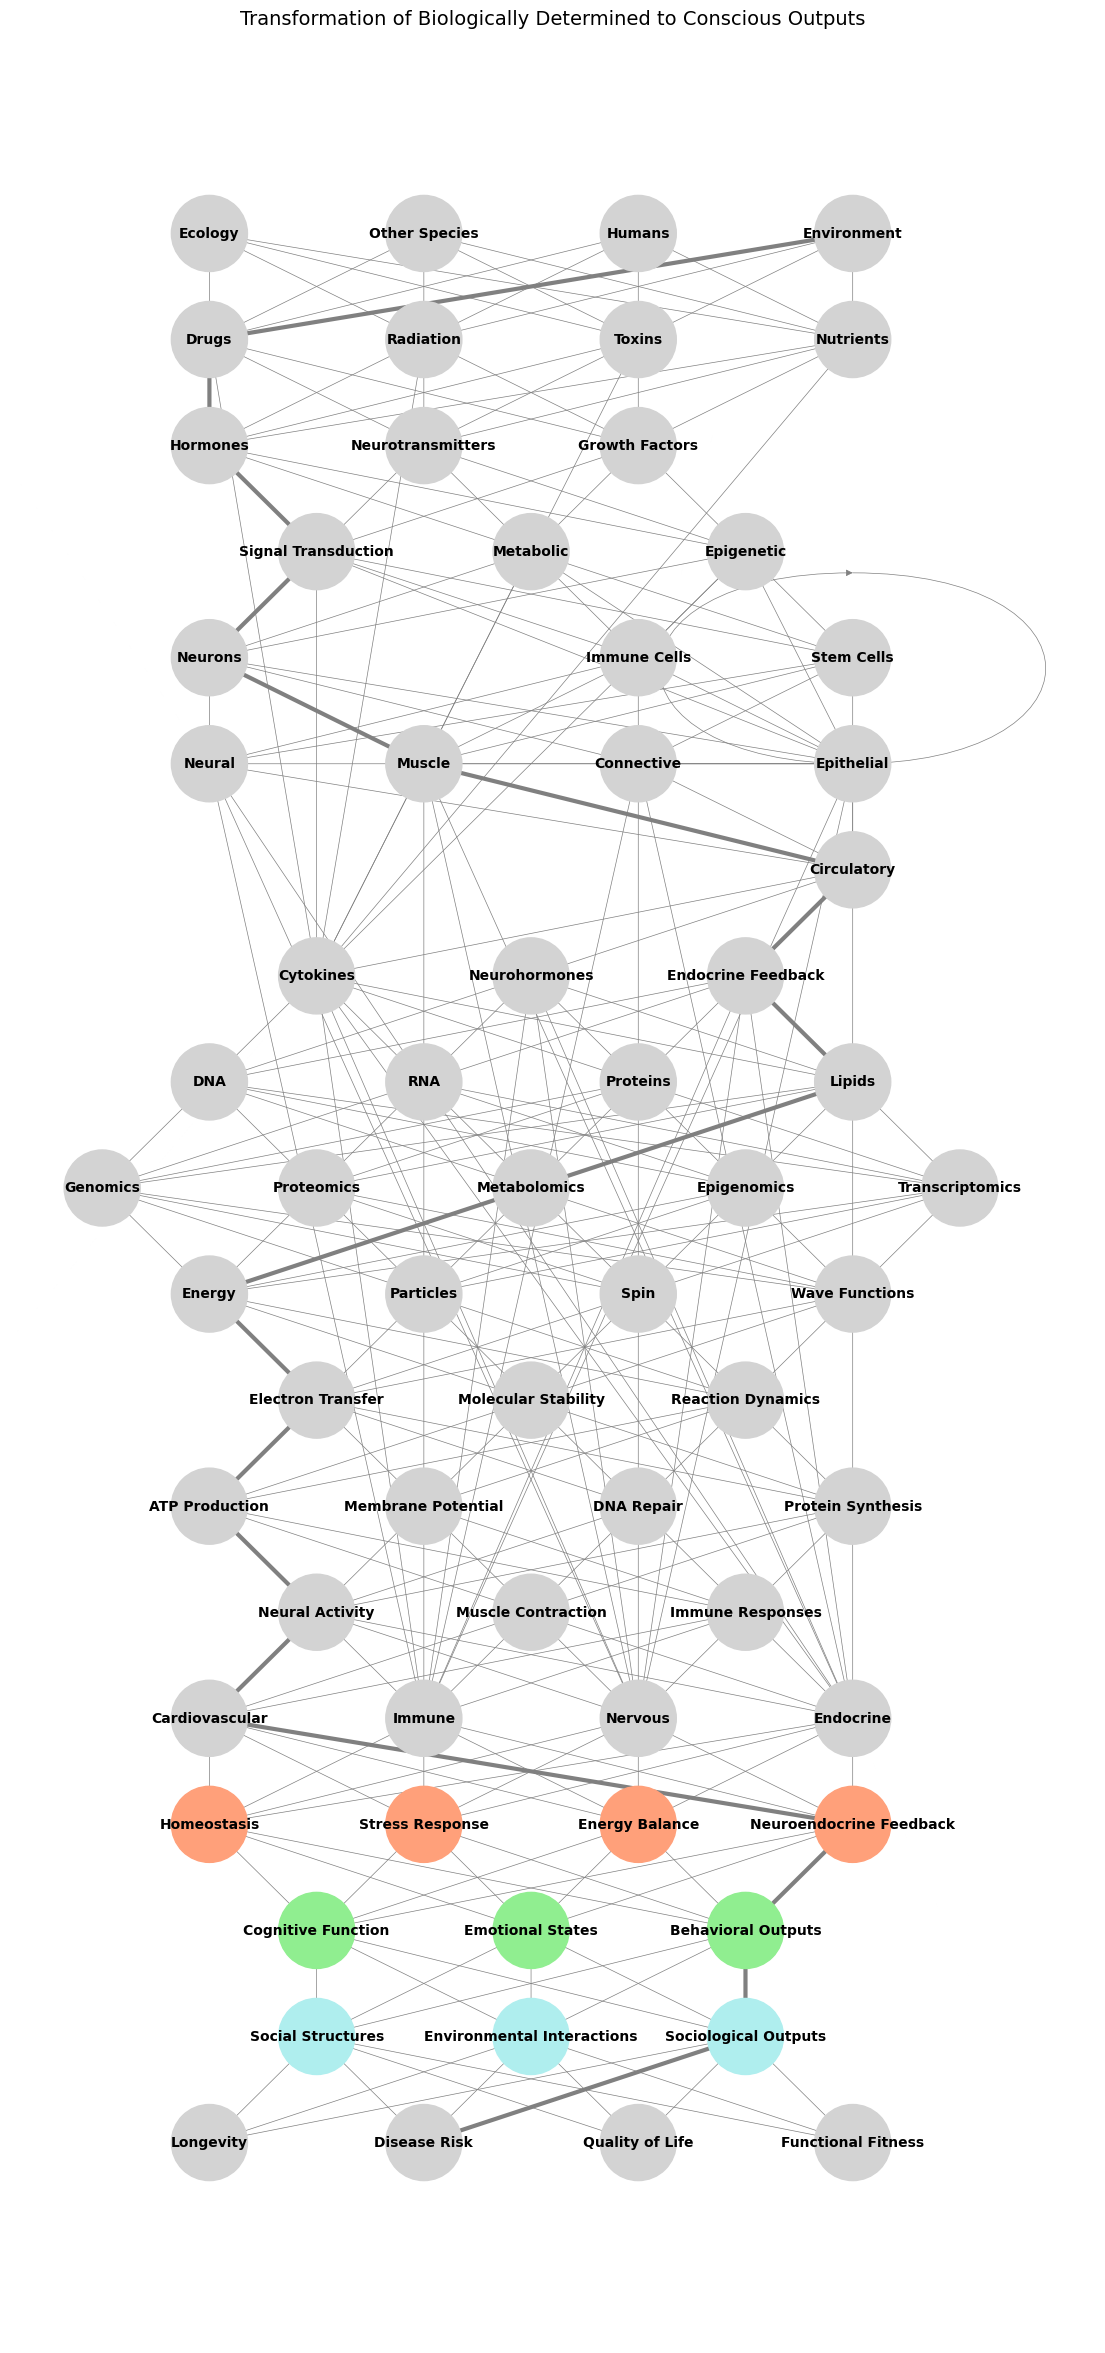 Transformation of Biologically Determined to Conscious Outputs
Ecology
Other Species
Humans
Environment
Drugs
Radiation
Toxins
Nutrients
Hormones
Neurotransmitters
Growth Factors
Signal Transduction
Metabolic
Epigenetic
Neurons
Immune Cells
Stem Cells
Neural
Muscle
Connective
Epithelial
Circulatory
Cytokines
Neurohormones
Endocrine Feedback
DNA
RNA
Proteins
Lipids
Genomics
Proteomics
Metabolomics
Epigenomics
Transcriptomics
Energy
Particles
Spin
Wave Functions
Electron Transfer
Molecular Stability
Reaction Dynamics
ATP Production
Membrane Potential
DNA Repair
Protein Synthesis
Neural Activity
Muscle Contraction
Immune Responses
Cardiovascular
Immune
Nervous
Endocrine
Homeostasis
Stress Response
Energy Balance
Neuroendocrine Feedback
Cognitive Function
Emotional States
Behavioral Outputs
Social Structures
Environmental Interactions
Sociological Outputs
Longevity
Disease Risk
Quality of Life
Functional Fitness